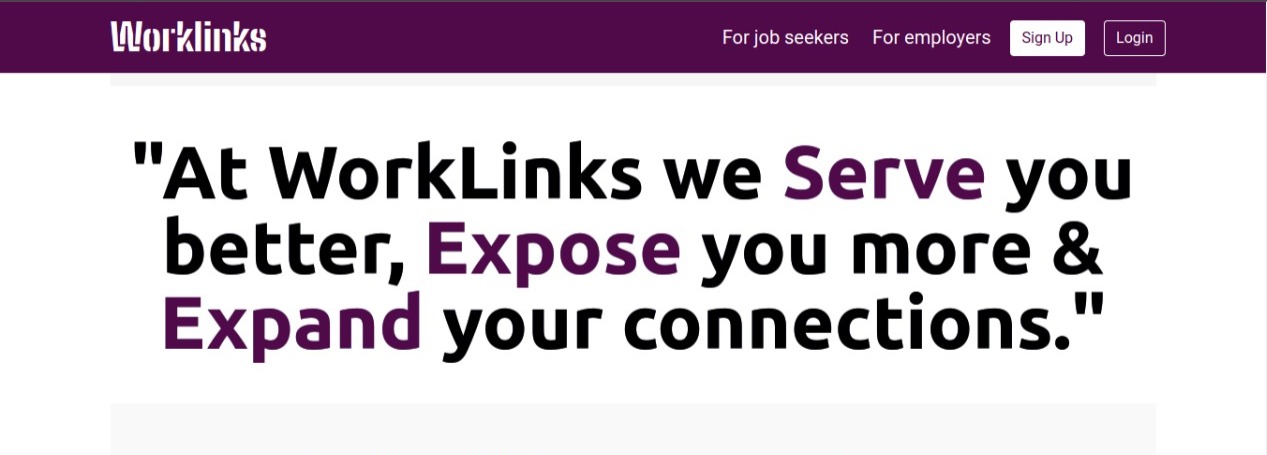 Worklinks
For job seekers For employers Sign Up Login
"At WorkLinks we Serve you
better, Expose you more &
Expand your connections."